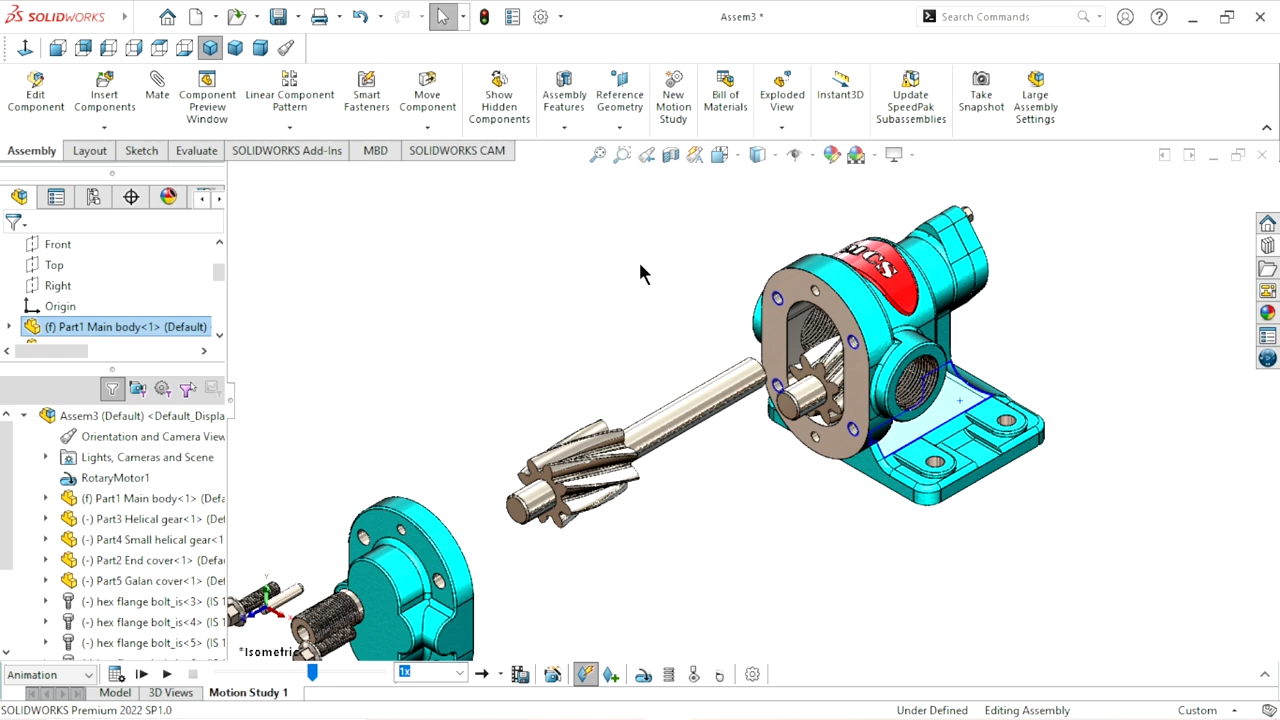 SOLIDWORKS
Assem3 *
Search Commands
Edit Component
Insert Components
Mate
Component Preview Window
Linear Component Pattern
Smart Fasteners
Move Component
Show Hidden Components
Assembly Features
Reference Geometry
New Motion Study
Bill of Materials
Exploded View
Instant3D
Update SpeedPak Subassemblies
Take Snapshot
Large Assembly Settings
Assembly
Layout
Sketch
Evaluate
SOLIDWORKS Add-Ins
MBD
SOLIDWORKS CAM
Front
Top
Right
Origin
(f) Part1 Main body<1> (Default)
Assem3 (Default) <Default_Displa
Orientation and Camera View
Lights, Cameras and Scene
RotaryMotor1
(f) Part1 Main body<1> (Defa
(-) Part3 Helical gear<1> (Def
(-) Part4 Small helical gear<1
(-) Part2 End cover<1> (Defa
(-) Part5 Galan cover<1> (De
(-) hex flange bolt_is<3> (IS 1
(-) hex flange bolt_is<4> (IS 1
(-) hex flange bolt_is<5> (IS 1
*Isometric
Animation
1x
Model
3D Views
Motion Study 1
SOLIDWORKS Premium 2022 SP1.0
Under Defined
Editing Assembly
Custom